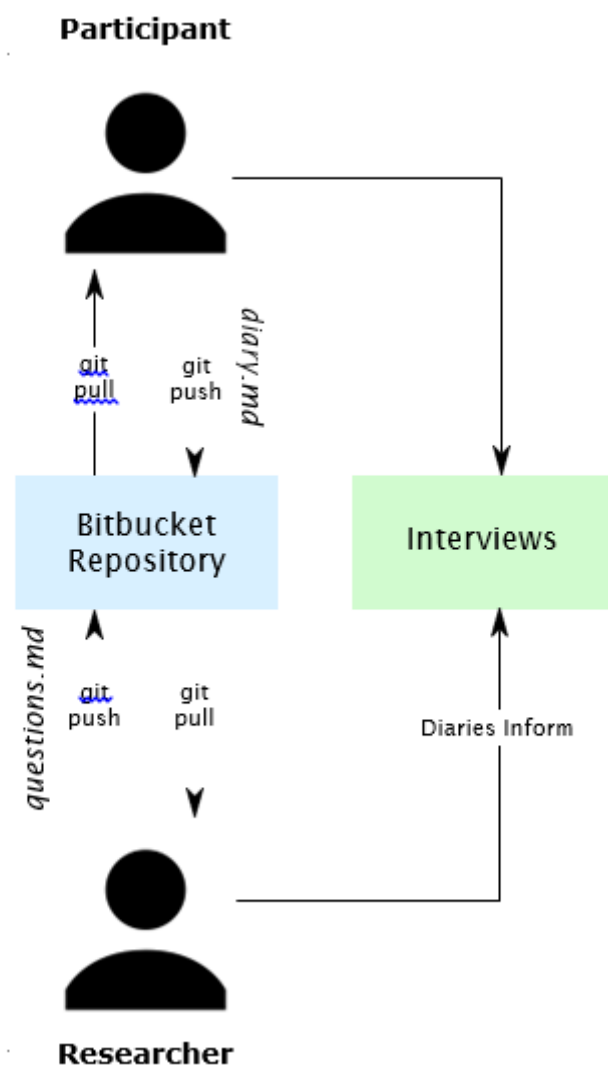 Participant
git
pull
git
push
diary.md
Bitbucket
Repository
Interviews
questions.md
git
push
git
pull
Diaries Inform
Researcher